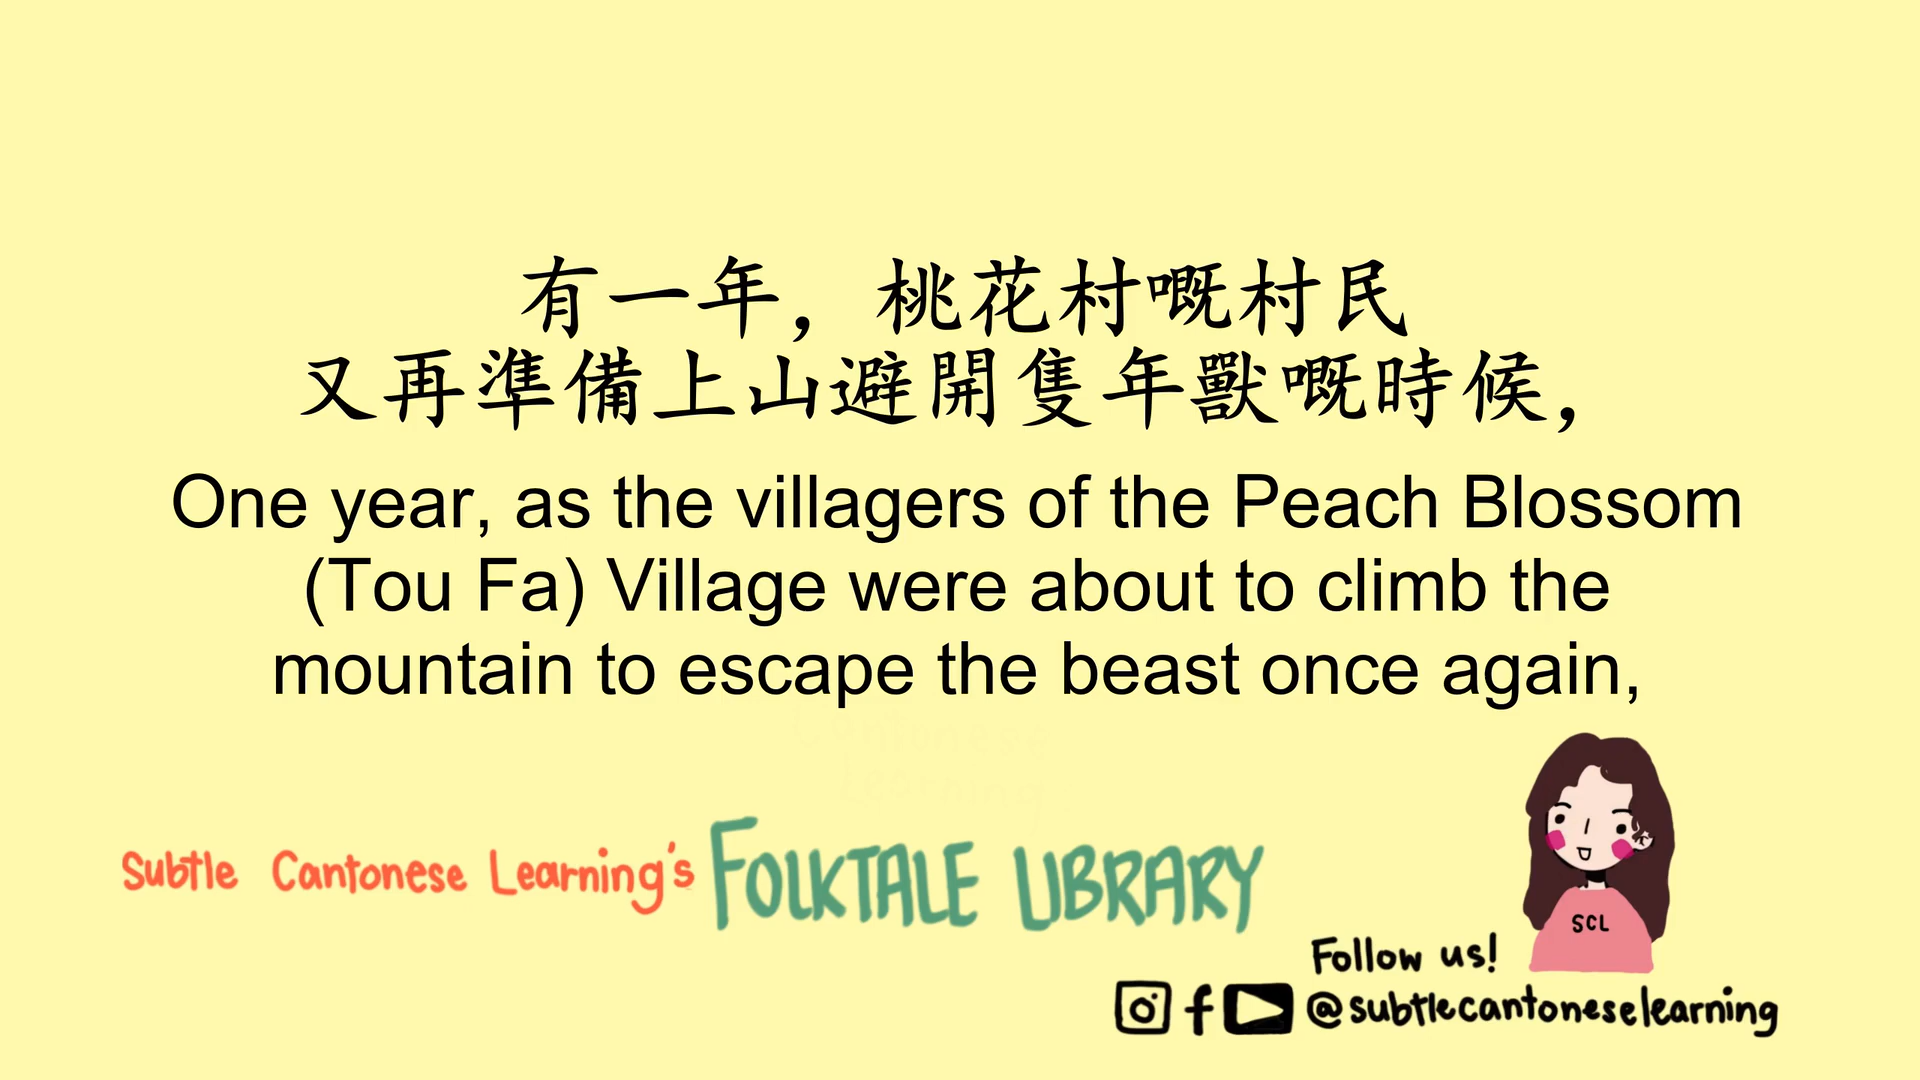 有一年，桃花村嘅村民
又再準備上山避開隻年獸嘅時候，
One year, as the villagers of the Peach Blossom
(Tou Fa) Village were about to climb the
mountain to escape the beast once again,
Subtle Cantonese Learning's FOLKTALE LIBRARY
SCL
Follow us!
@subtlecantoneselearning